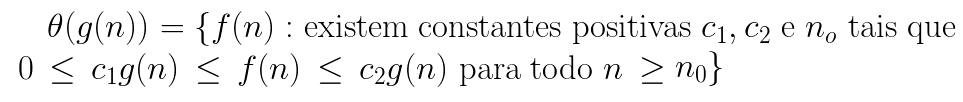 θ(g(n)) = {f(n) : existem constantes positivas c₁, c₂ e nₒ tais que
0 ≤ c₁g(n) ≤ f(n) ≤ c₂g(n) para todo n ≥ n₀}